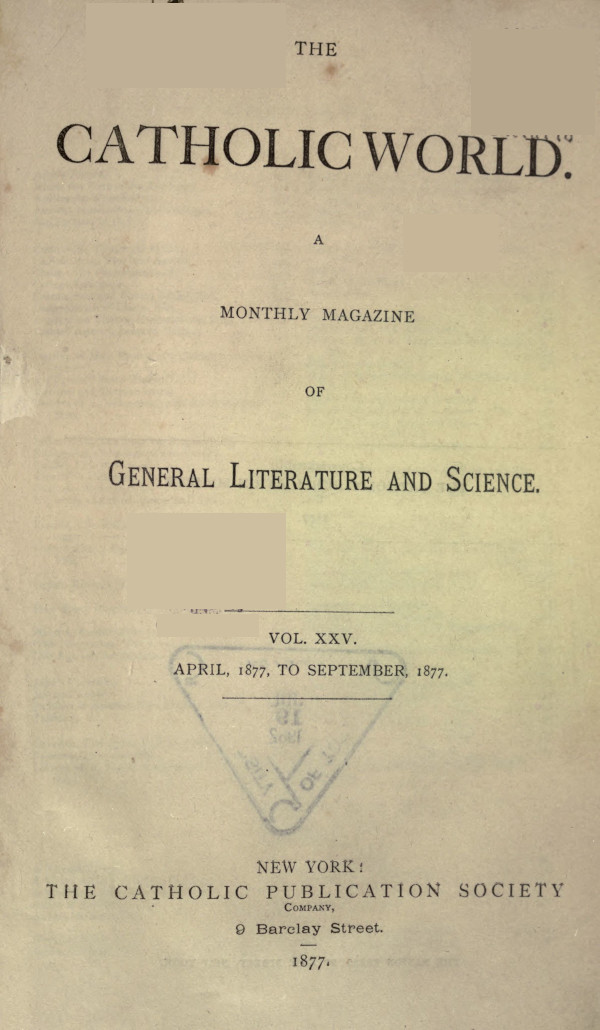 THE
CATHOLIC WORLD.
A
MONTHLY MAGAZINE
OF
GENERAL LITERATURE AND SCIENCE.
VOL. XXV.
APRIL, 1877, TO SEPTEMBER, 1877.
NEW YORK:
THE CATHOLIC PUBLICATION SOCIETY
COMPANY,
9 Barclay Street.
1877.